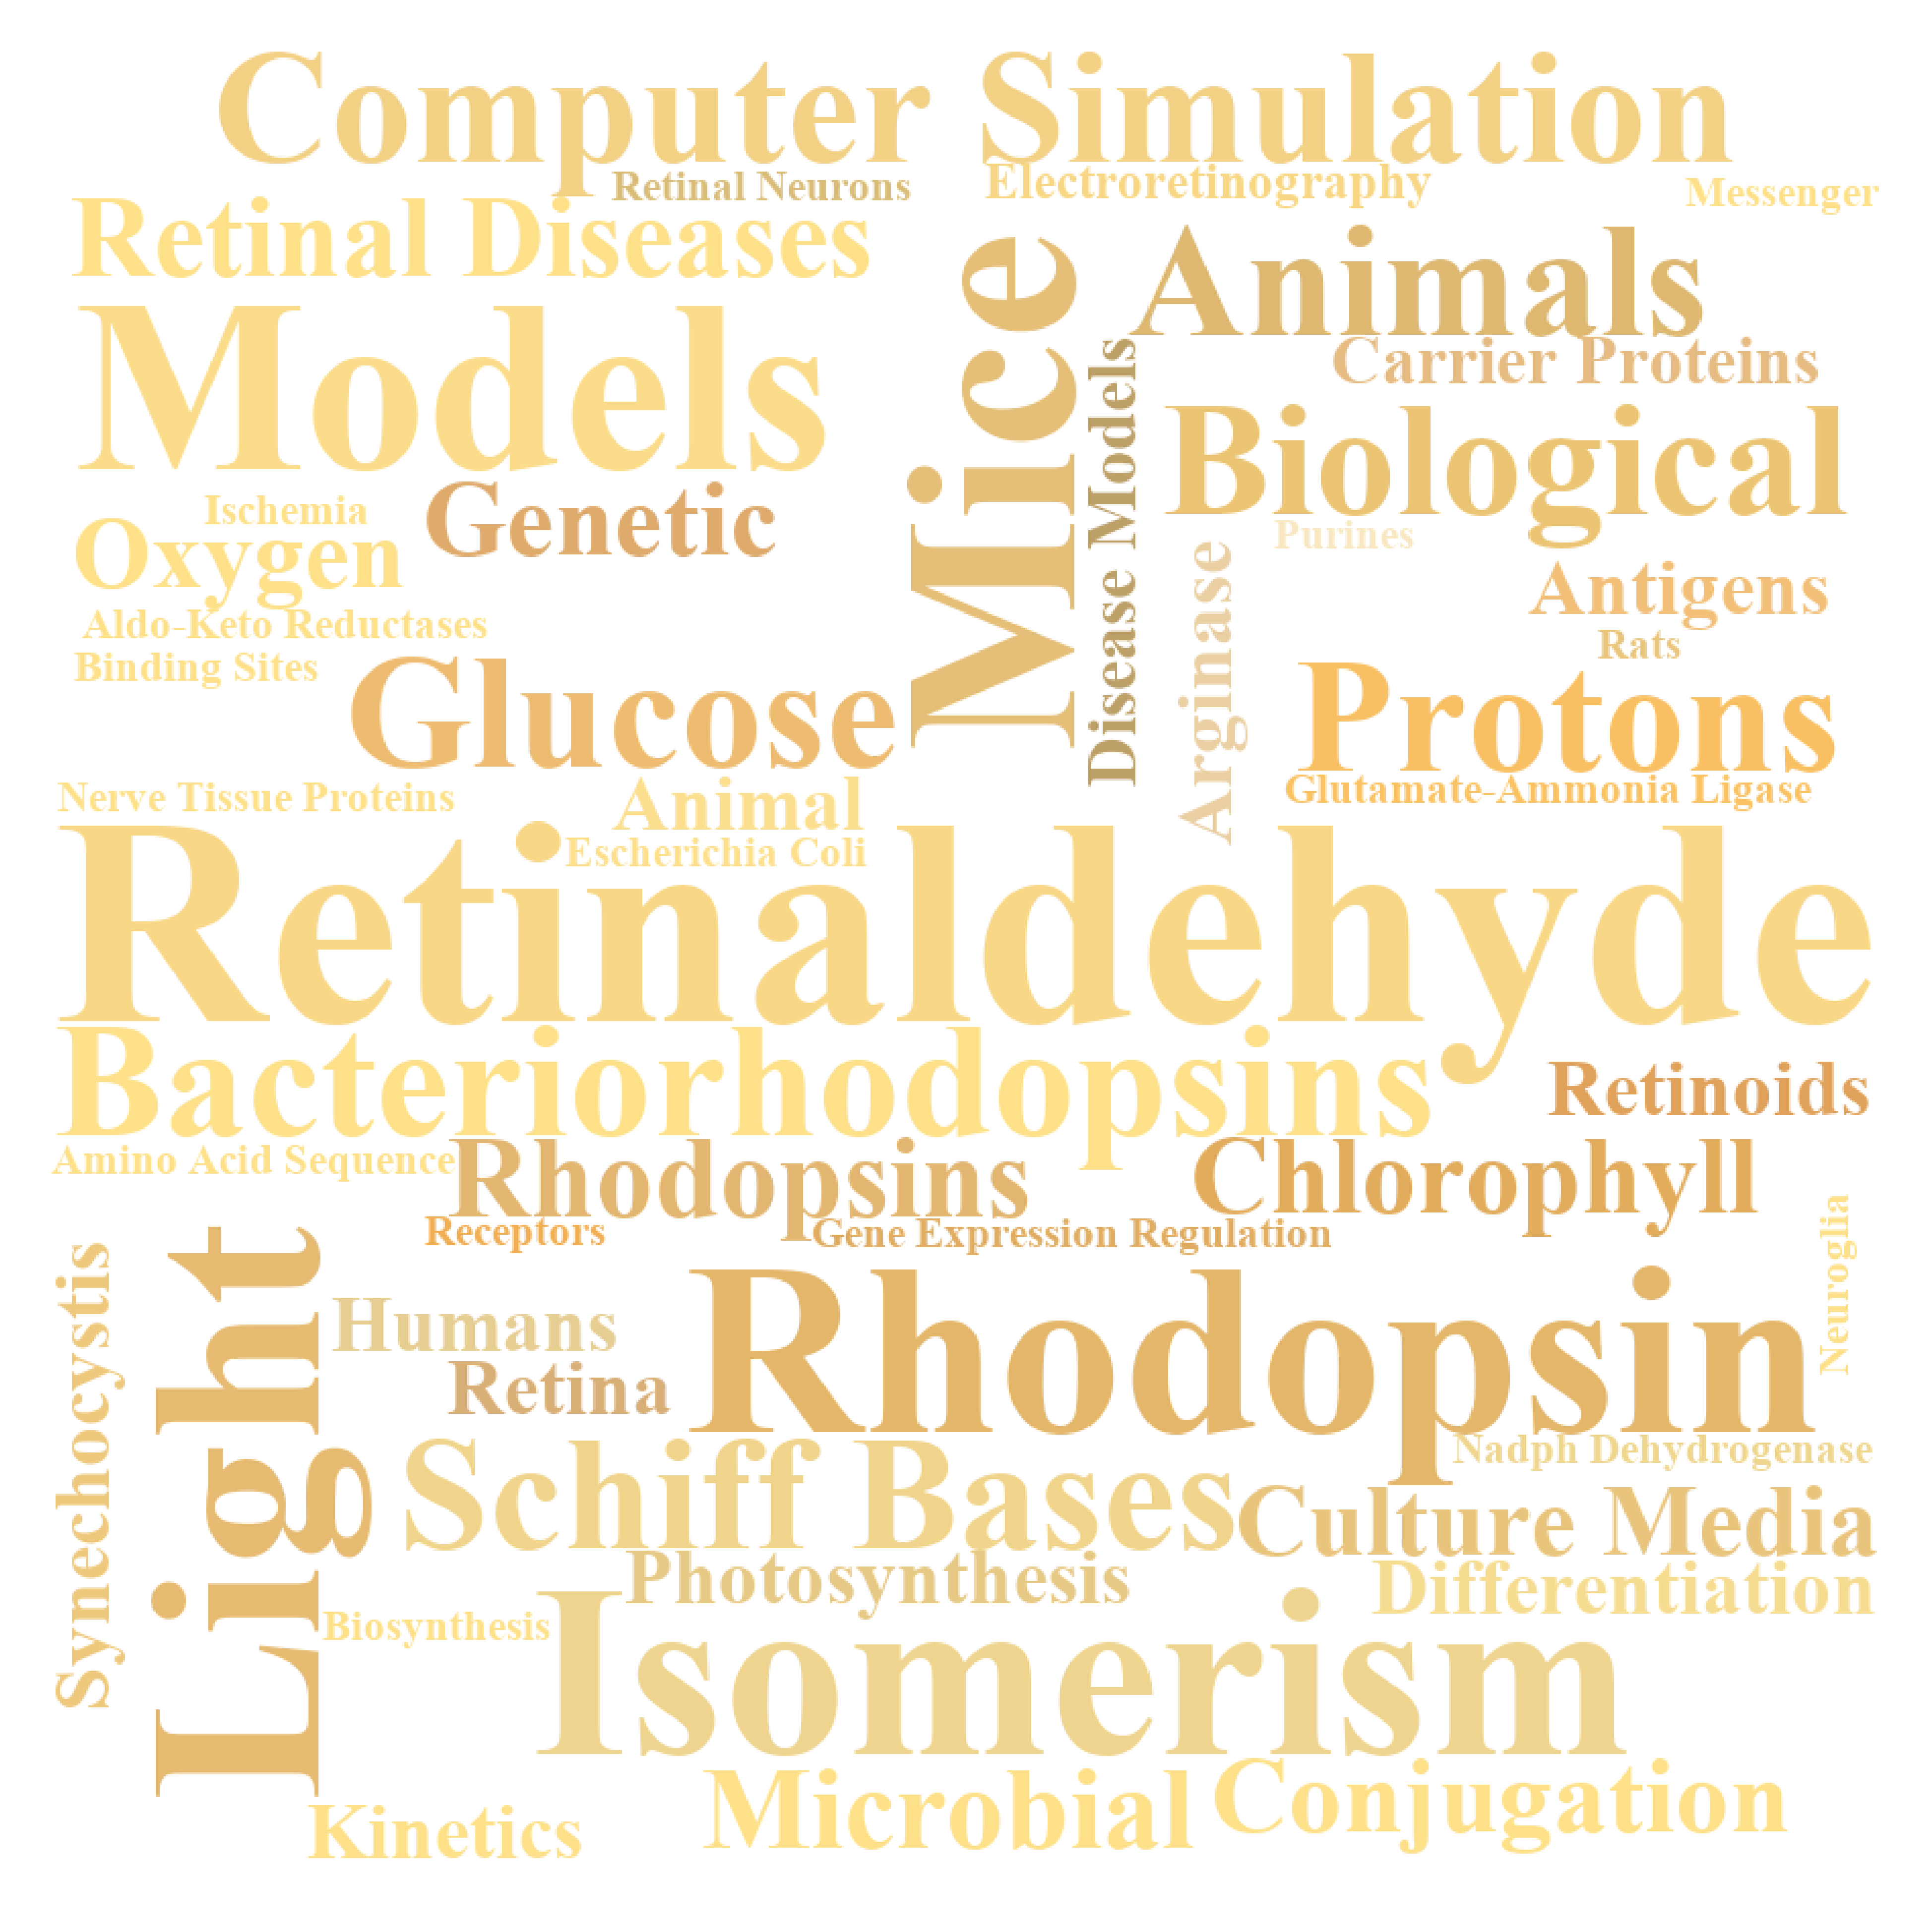 Computer Simulation
Retinal Neurons
Electroretinography
Messenger
Retinal Diseases
Mice
Animals
Models
Disease Models
Carrier Proteins
Biological
Ischemia
Genetic
Oxygen
Purines
Arginase
Antigens
Aldo-Keto Reductases
Rats
Binding Sites
Glucose
Protons
Nerve Tissue Proteins
Animal
Glutamate-Ammonia Ligase
Escherichia Coli
Retinaldehyde
Bacteriorhodopsins
Retinoids
Amino Acid Sequence
Rhodopsins
Chlorophyll
Receptors
Gene Expression Regulation
Neuroglia
Synechocystis
Light
Humans
Rhodopsin
Retina
Schiff Bases
Nadph Dehydrogenase
Culture Media
Photosynthesis
Differentiation
Biosynthesis
Isomerism
Microbial
Conjugation
Kinetics